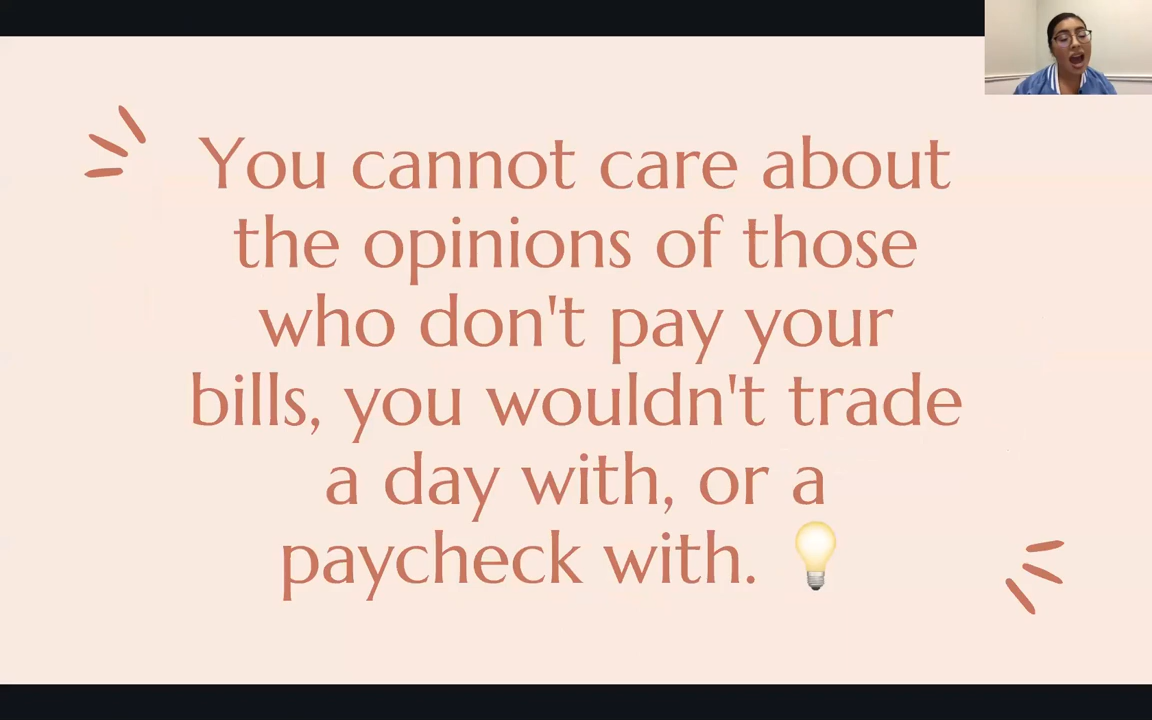 You cannot care about
the opinions of those
who don't pay your
bills, you wouldn't trade
a day with, or a
paycheck with. 💡